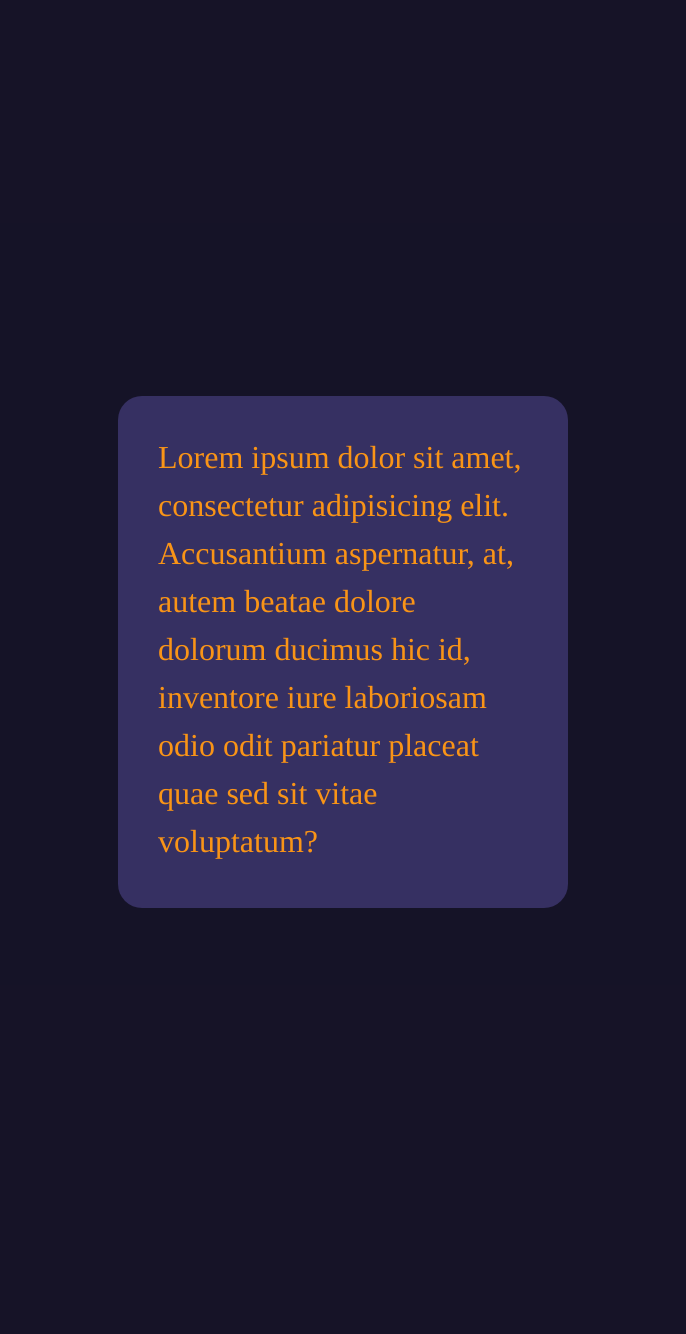 Lorem ipsum dolor sit amet,
consectetur adipisicing elit.
Accusantium aspernatur, at,
autem beatae dolore
dolorum ducimus hic id,
inventore iure laboriosam
odio odit pariatur placeat
quae sed sit vitae
voluptatum?